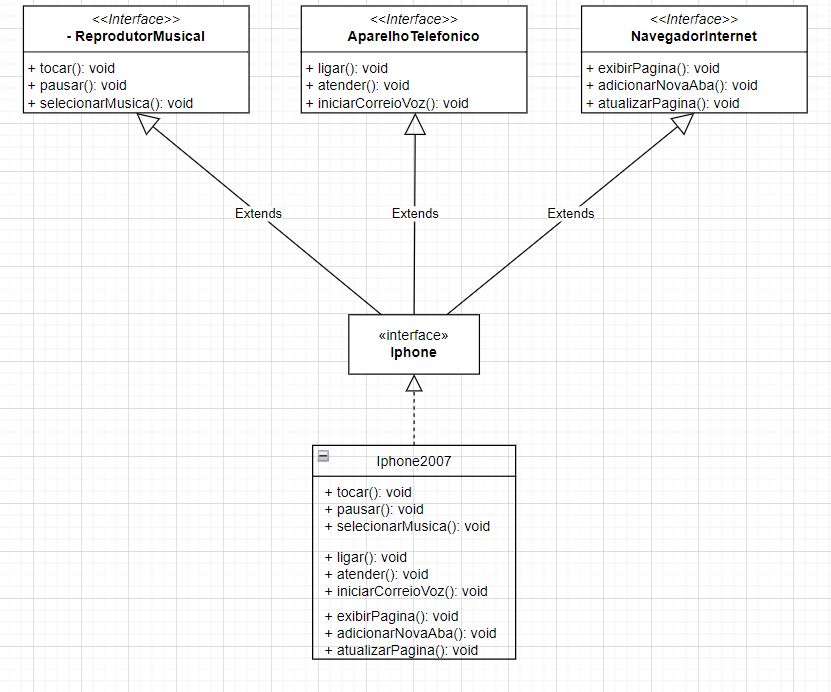 <<Interface>>
- ReprodutorMusical
+ tocar(): void
+ pausar(): void
+ selecionarMusica(): void
<<Interface>>
AparelhoTelefonico
+ ligar(): void
+ atender(): void
+ iniciarCorreioVoz(): void
<<Interface>>
NavegadorInternet
+ exibirPagina(): void
+ adicionarNovaAba(): void
+ atualizarPagina(): void
Extends
Extends
Extends
«interface»
Iphone
Iphone2007
+ tocar(): void
+ pausar(): void
+ selecionarMusica(): void
+ ligar(): void
+ atender(): void
+ iniciarCorreioVoz(): void
+ exibirPagina(): void
+ adicionarNovaAba(): void
+ atualizarPagina(): void